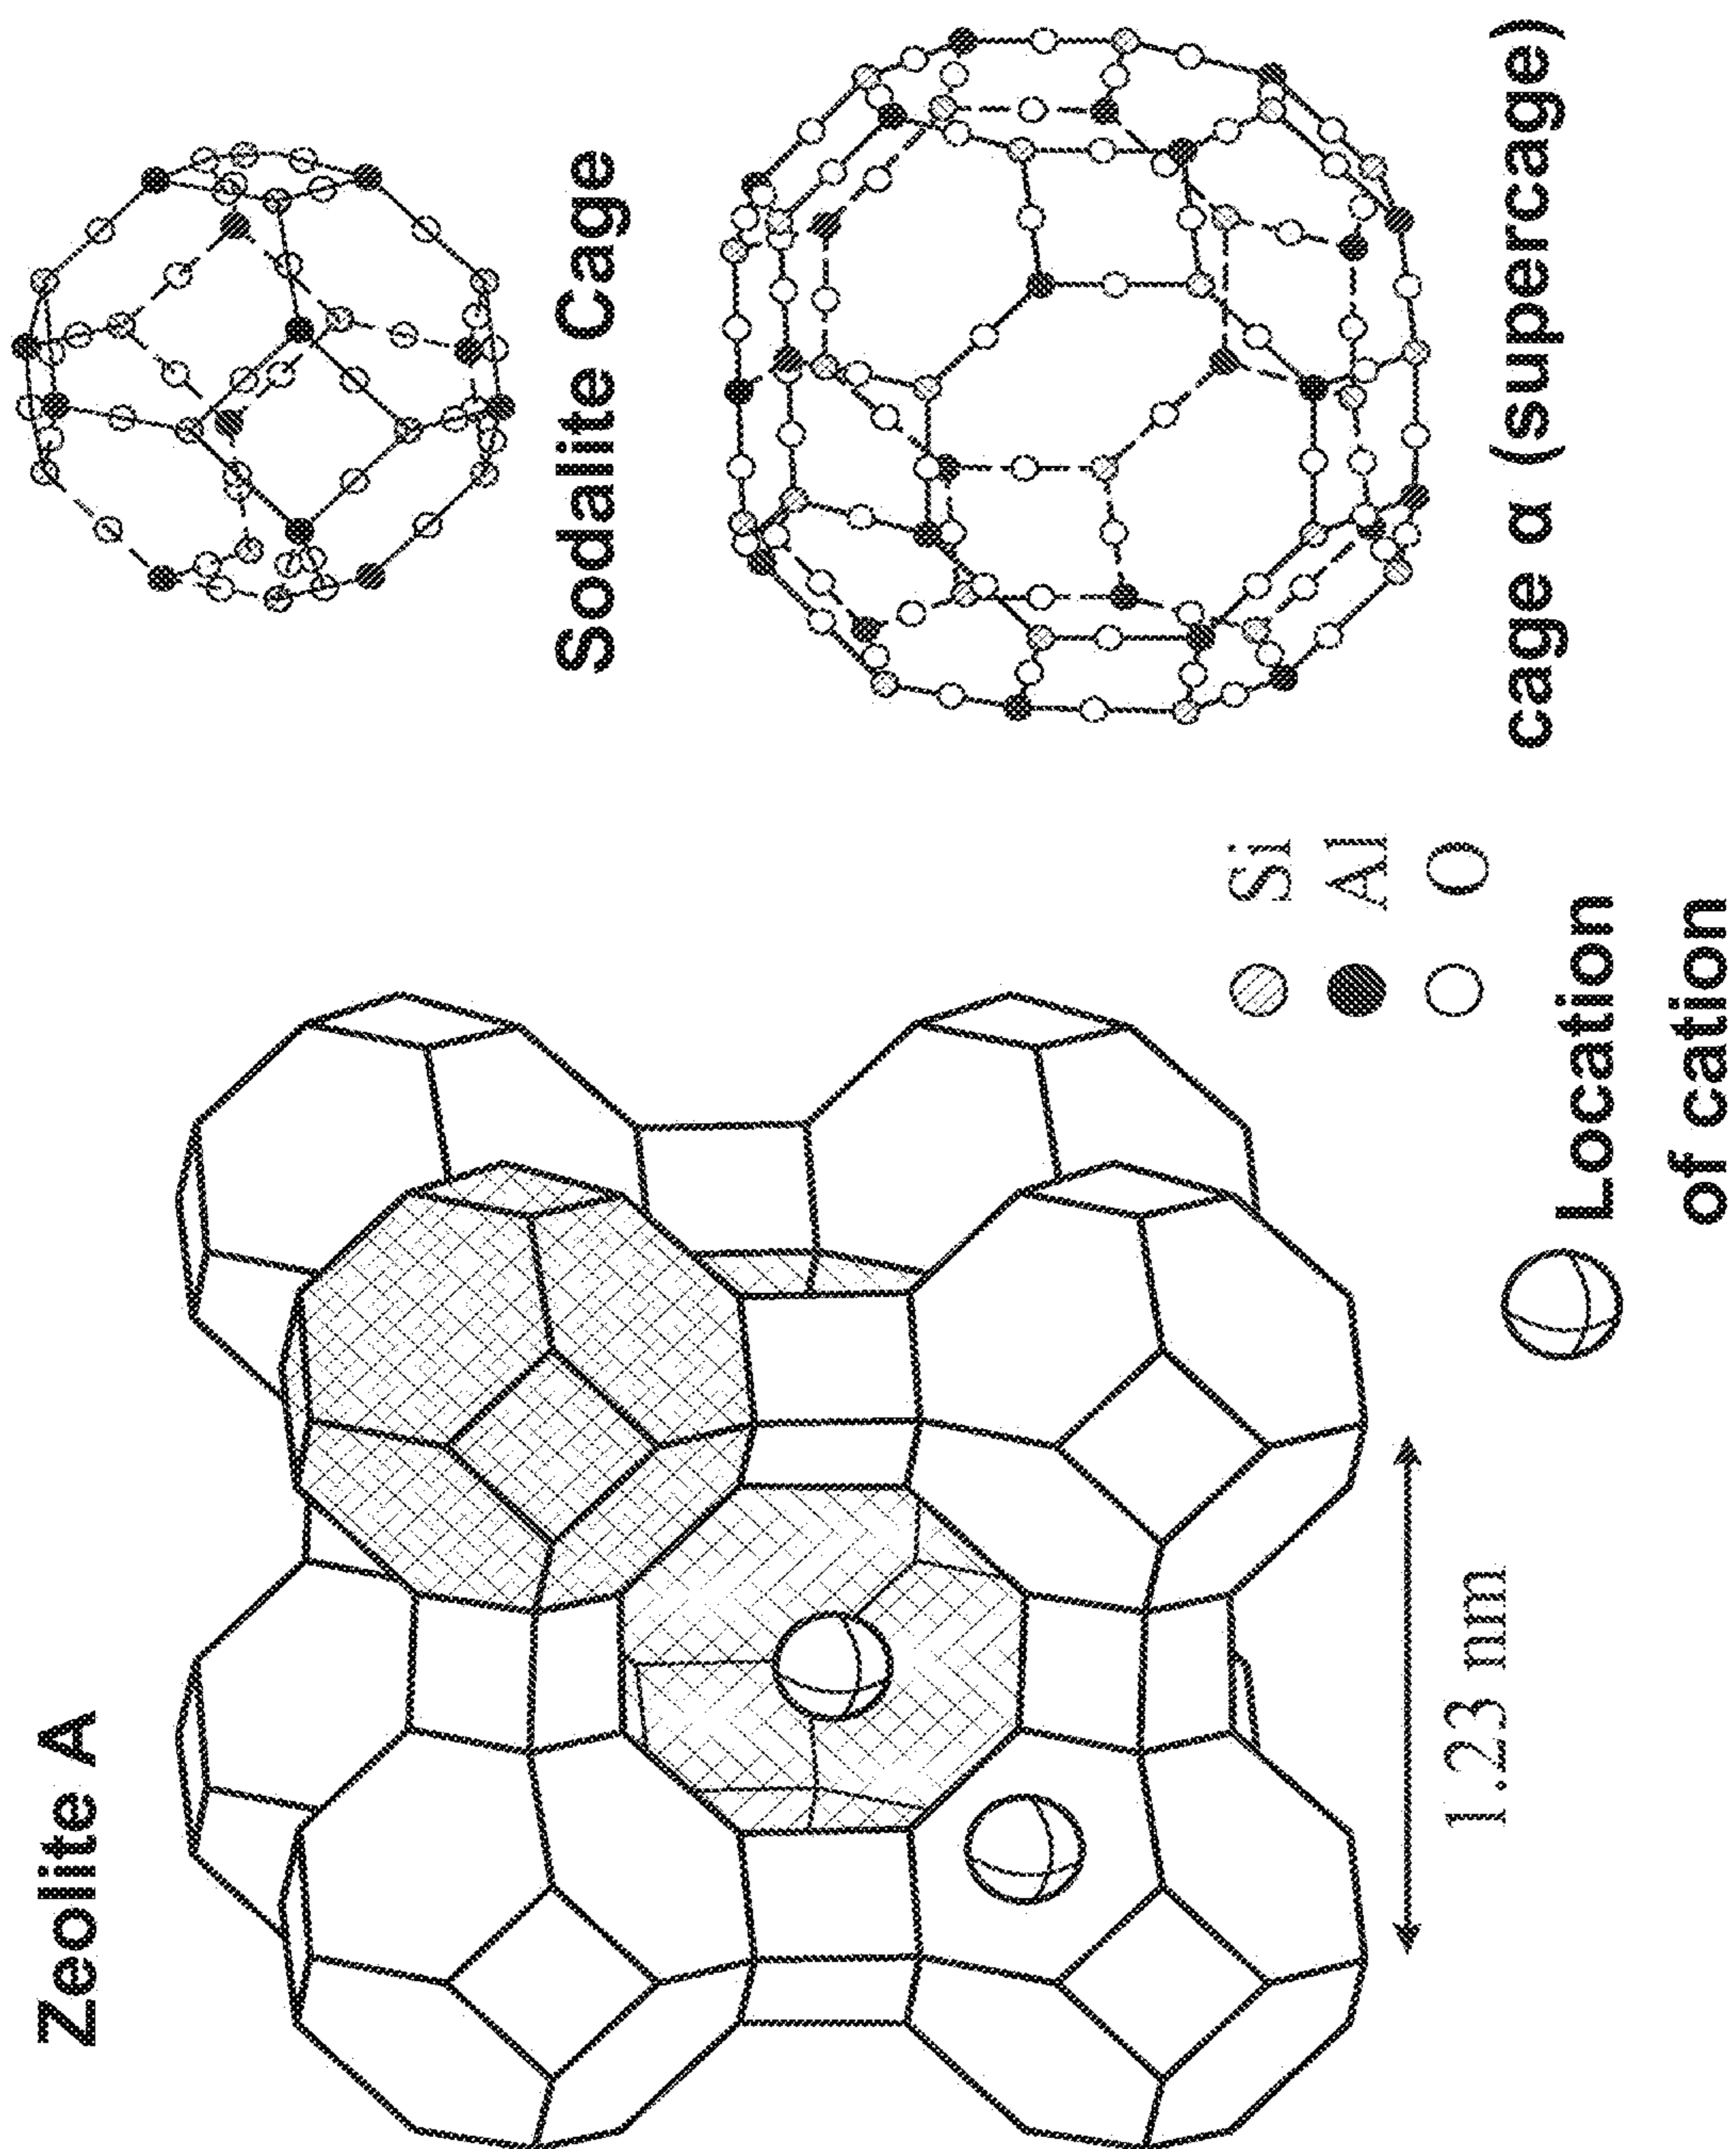 Zeolite A
Sodalite Cage
cage α (supercage)
Si
Al
O
Location
of cation
1.23 nm